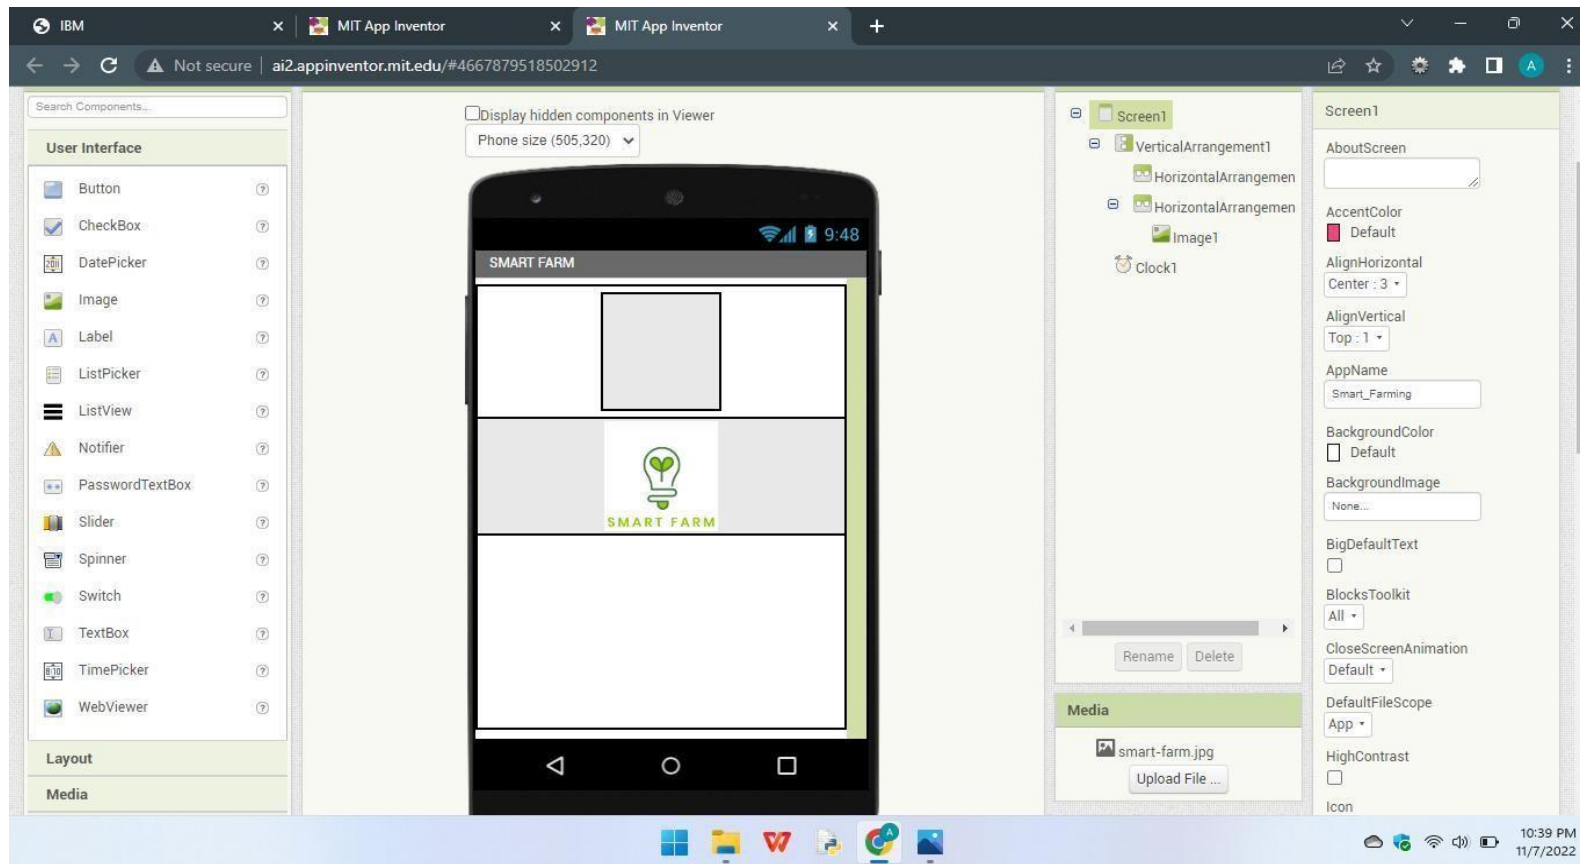 IBM
MIT App Inventor
MIT App Inventor
Not secure
ai2.appinventor.mit.edu/#4667879518502912
A
Search Components...
User Interface
Button
CheckBox
DatePicker
Image
Label
ListPicker
ListView
Notifier
PasswordTextBox
Slider
Spinner
Switch
TextBox
TimePicker
WebViewer
Layout
Media
Display hidden components in Viewer
Phone size (505,320)
9:48
SMART FARM
SMART FARM
Screen1
VerticalArrangement1
HorizontalArrangemen
HorizontalArrangemen
Image1
Clock1
Rename
Delete
Media
smart-farm.jpg
Upload File ...
Screen1
AboutScreen
AccentColor
Default
AlignHorizontal
Center : 3
AlignVertical
Top : 1
AppName
Smart_Farming
BackgroundColor
Default
BackgroundImage
None...
BigDefaultText
BlocksToolkit
All
CloseScreenAnimation
Default
DefaultFileScope
App
HighContrast
Icon
10:39 PM
11/7/2022